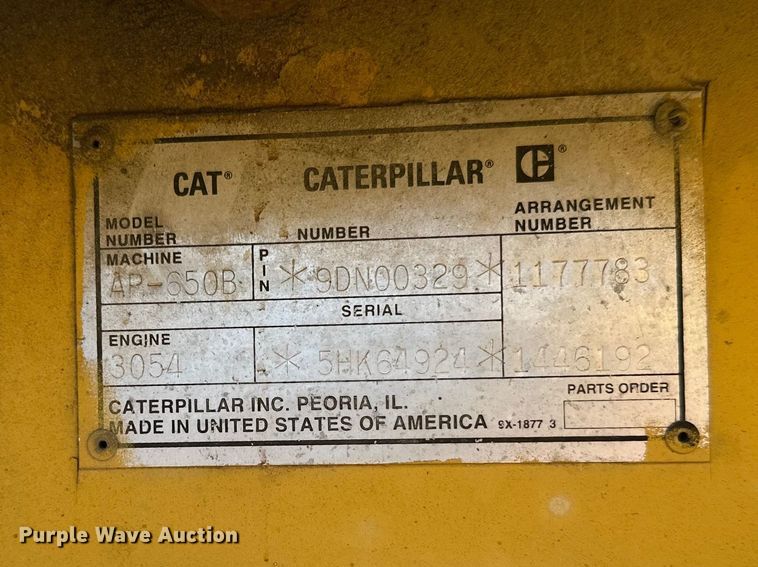 CAT® CATERPILLAR® C®
MODEL NUMBER NUMBER ARRANGEMENT NUMBER
MACHINE
AP-650B PIN *9DN00329* 1177783
SERIAL
ENGINE
3054 *5HK64924* 1446192
PARTS ORDER
CATERPILLAR INC. PEORIA, IL.
MADE IN UNITED STATES OF AMERICA 9X-1877 3
Purple Wave Auction